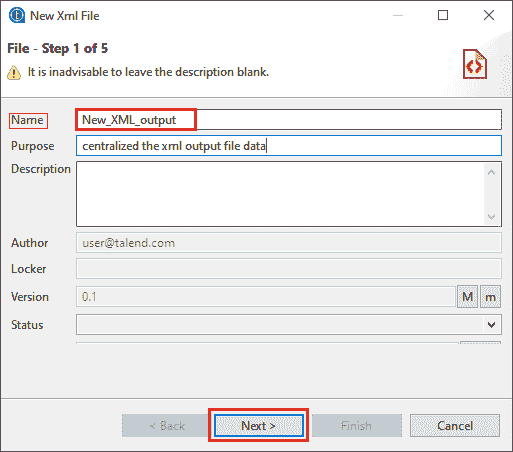 New Xml File
File - Step 1 of 5
It is inadvisable to leave the description blank.
Name New_XML_output
Purpose centralized the xml output file data
Description
Author user@talend.com
Locker
Version 0.1 M m
Status
< Back Next > Finish Cancel